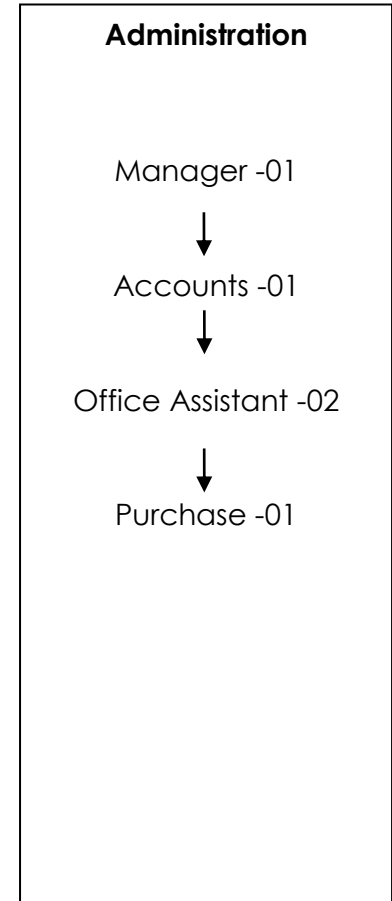 Administration
Manager -01
Accounts -01
Office Assistant -02
Purchase -01